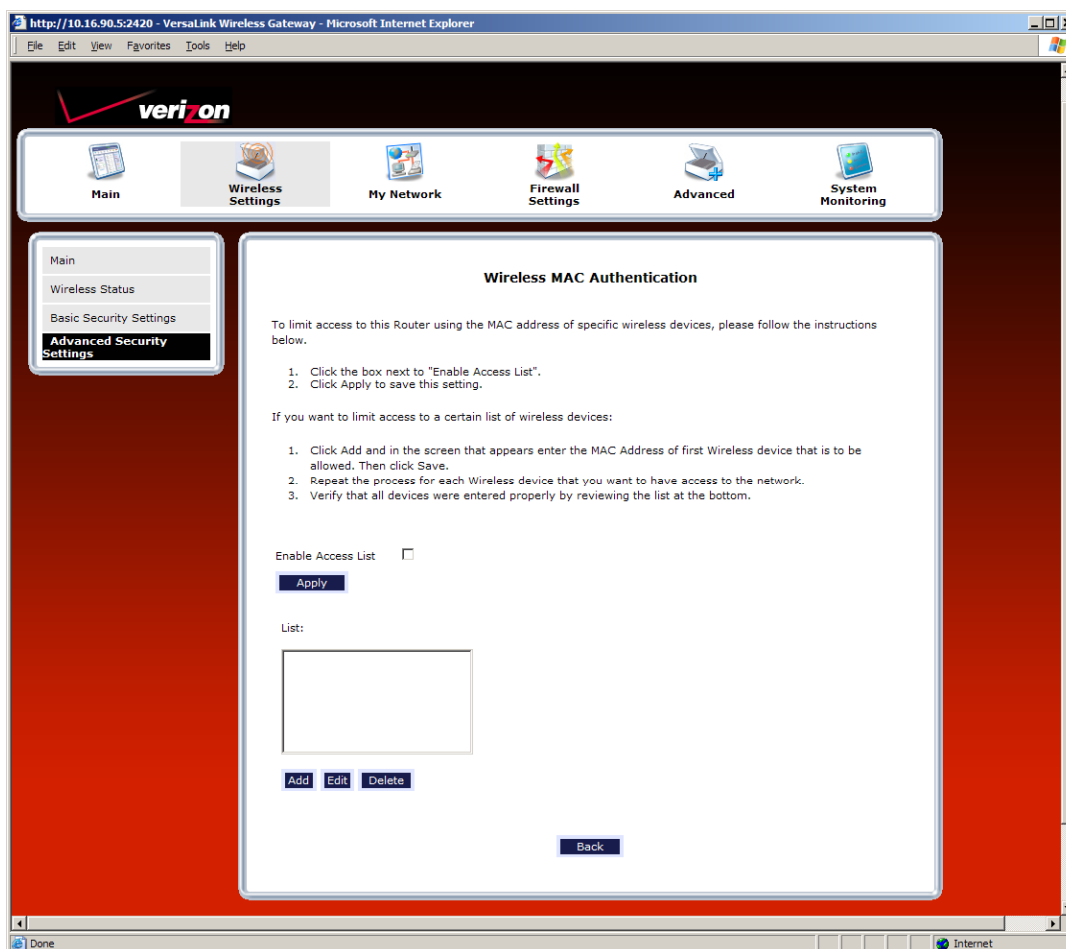 http://10.16.90.5:2420 - VersaLink Wireless Gateway - Microsoft Internet Explorer
File Edit View Favorites Tools Help
verizon
Main
Wireless
Settings
My Network
Firewall
Settings
Advanced
System
Monitoring
Main
Wireless Status
Basic Security Settings
Advanced Security
Settings
Wireless MAC Authentication
To limit access to this Router using the MAC address of specific wireless devices, please follow the instructions
below.
1. Click the box next to "Enable Access List".
2. Click Apply to save this setting.
If you want to limit access to a certain list of wireless devices:
1. Click Add and in the screen that appears enter the MAC Address of first Wireless device that is to be
allowed. Then click Save.
2. Repeat the process for each Wireless device that you want to have access to the network.
3. Verify that all devices were entered properly by reviewing the list at the bottom.
Enable Access List
Apply
List:
Add Edit Delete
Back
Done
Internet